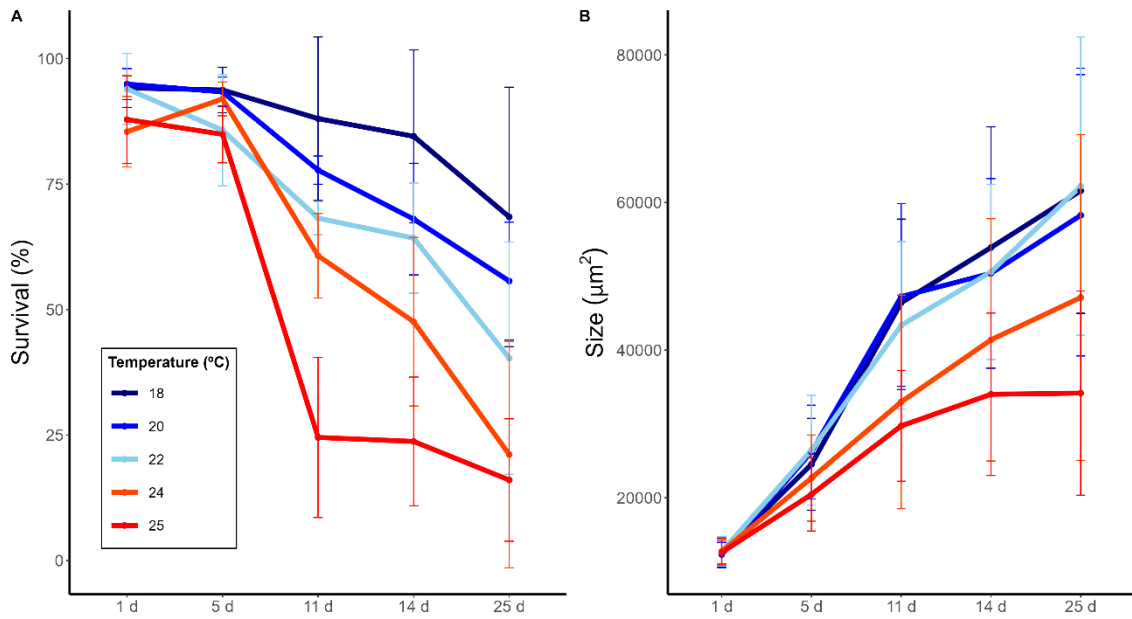 A
Survival (%)
100
75
50
25
0
Temperature (ºC)
18
20
22
24
25
1 d 5 d 11 d 14 d 25 d
B
Size (µm²)
80000
60000
40000
20000
1 d 5 d 11 d 14 d 25 d